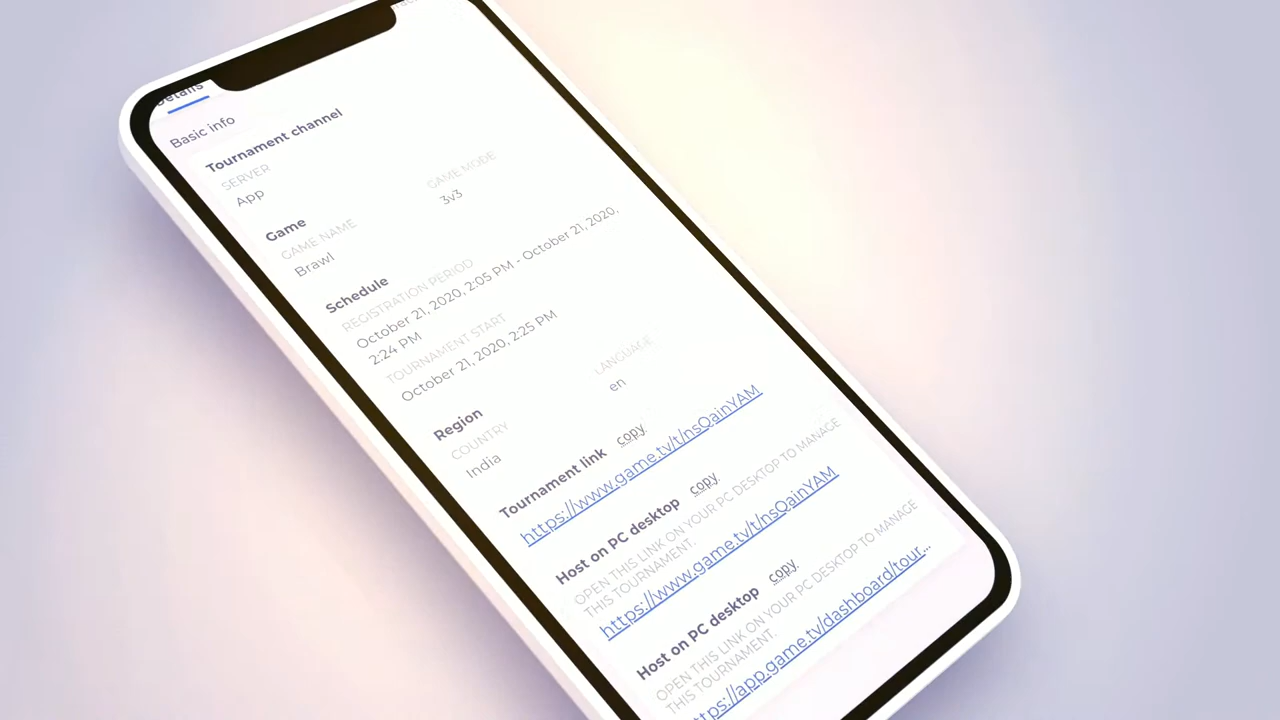 Details
Basic info
Tournament channel
SERVER
App
GAME MODE
3v3
Game
GAME NAME
Brawl
Schedule
REGISTRATION PERIOD
October 21, 2020, 2:05 PM - October 21, 2020,
2:24 PM
TOURNAMENT START
October 21, 2020, 2:25 PM
Region
COUNTRY
India
LANGUAGE
en
Tournament link copy
https://www.game.tv/t/nsQainYAM
Host on PC desktop copy
OPEN THIS LINK ON YOUR PC DESKTOP TO MANAGE
THIS TOURNAMENT.
https://www.game.tv/t/nsQainYAM
Host on PC desktop copy
OPEN THIS LINK ON YOUR PC DESKTOP TO MANAGE
THIS TOURNAMENT.
https://app.game.tv/dashboard/tour...